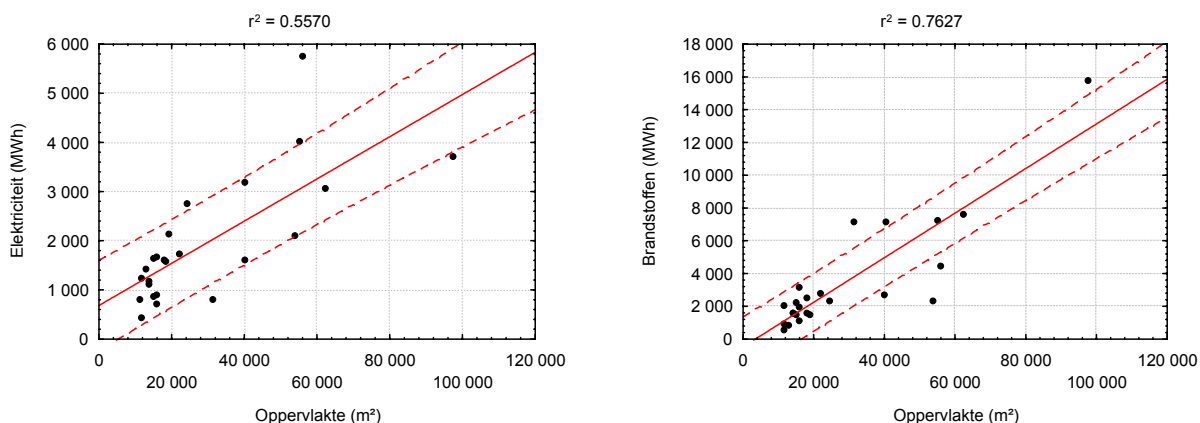 r² = 0.5570
Elektriciteit (MWh)
6 000
5 000
4 000
3 000
2 000
1 000
0
0 40 000 80 000 120 000
20 000 60 000 100 000
Oppervlakte (m²)
r² = 0.7627
Brandstoffen (MWh)
18 000
16 000
14 000
12 000
10 000
8 000
6 000
4 000
2 000
0
0 40 000 80 000 120 000
20 000 60 000 100 000
Oppervlakte (m²)